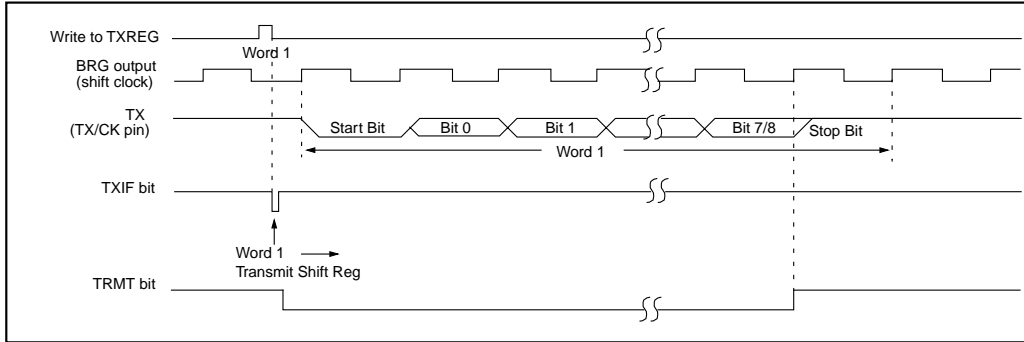 Write to TXREG
Word 1
BRG output
(shift clock)
TX
(TX/CK pin)
Start Bit
Bit 0
Bit 1
Bit 7/8
Stop Bit
Word 1
TXIF bit
Word 1
Transmit Shift Reg
TRMT bit